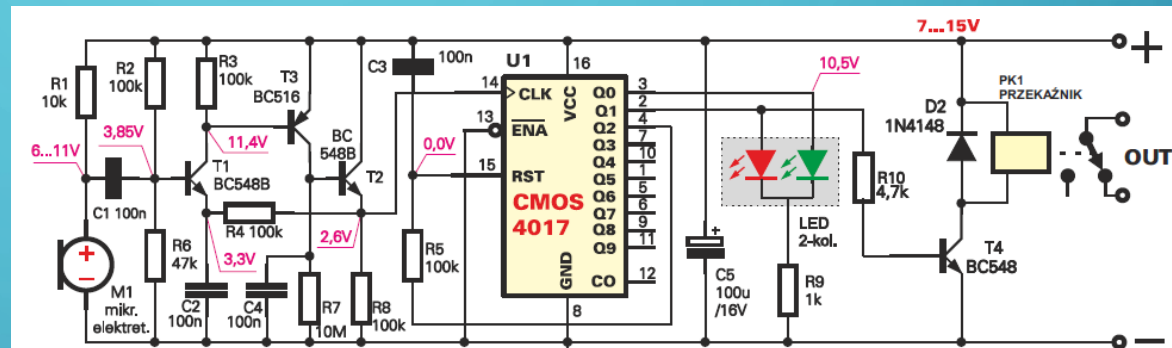 7...15V
+
R1
10k
R2
100k
R3
100k
T3
BC516
C3
100n
U1
16
14
CLK
VCC
13
ENA
15
RST
CMOS
4017
GND
8
Q0
3
Q1
2
Q2
4
Q3
7
Q4
10
Q5
1
Q6
5
Q7
6
Q8
9
Q9
11
CO
12
10,5V
D2
1N4148
PK1
PRZEKAŹNIK
OUT
3,85V
6...11V
11,4V
BC
548B
T2
0,0V
T1
BC548B
C1 100n
R4 100k
R6
47k
3,3V
2,6V
R5
100k
R10
4,7k
LED
2-kol.
T4
BC548
+
C5
100u
/16V
R9
1k
+
−
M1
mikr.
elektret.
C2
100n
C4
100n
R7
10M
R8
100k
−